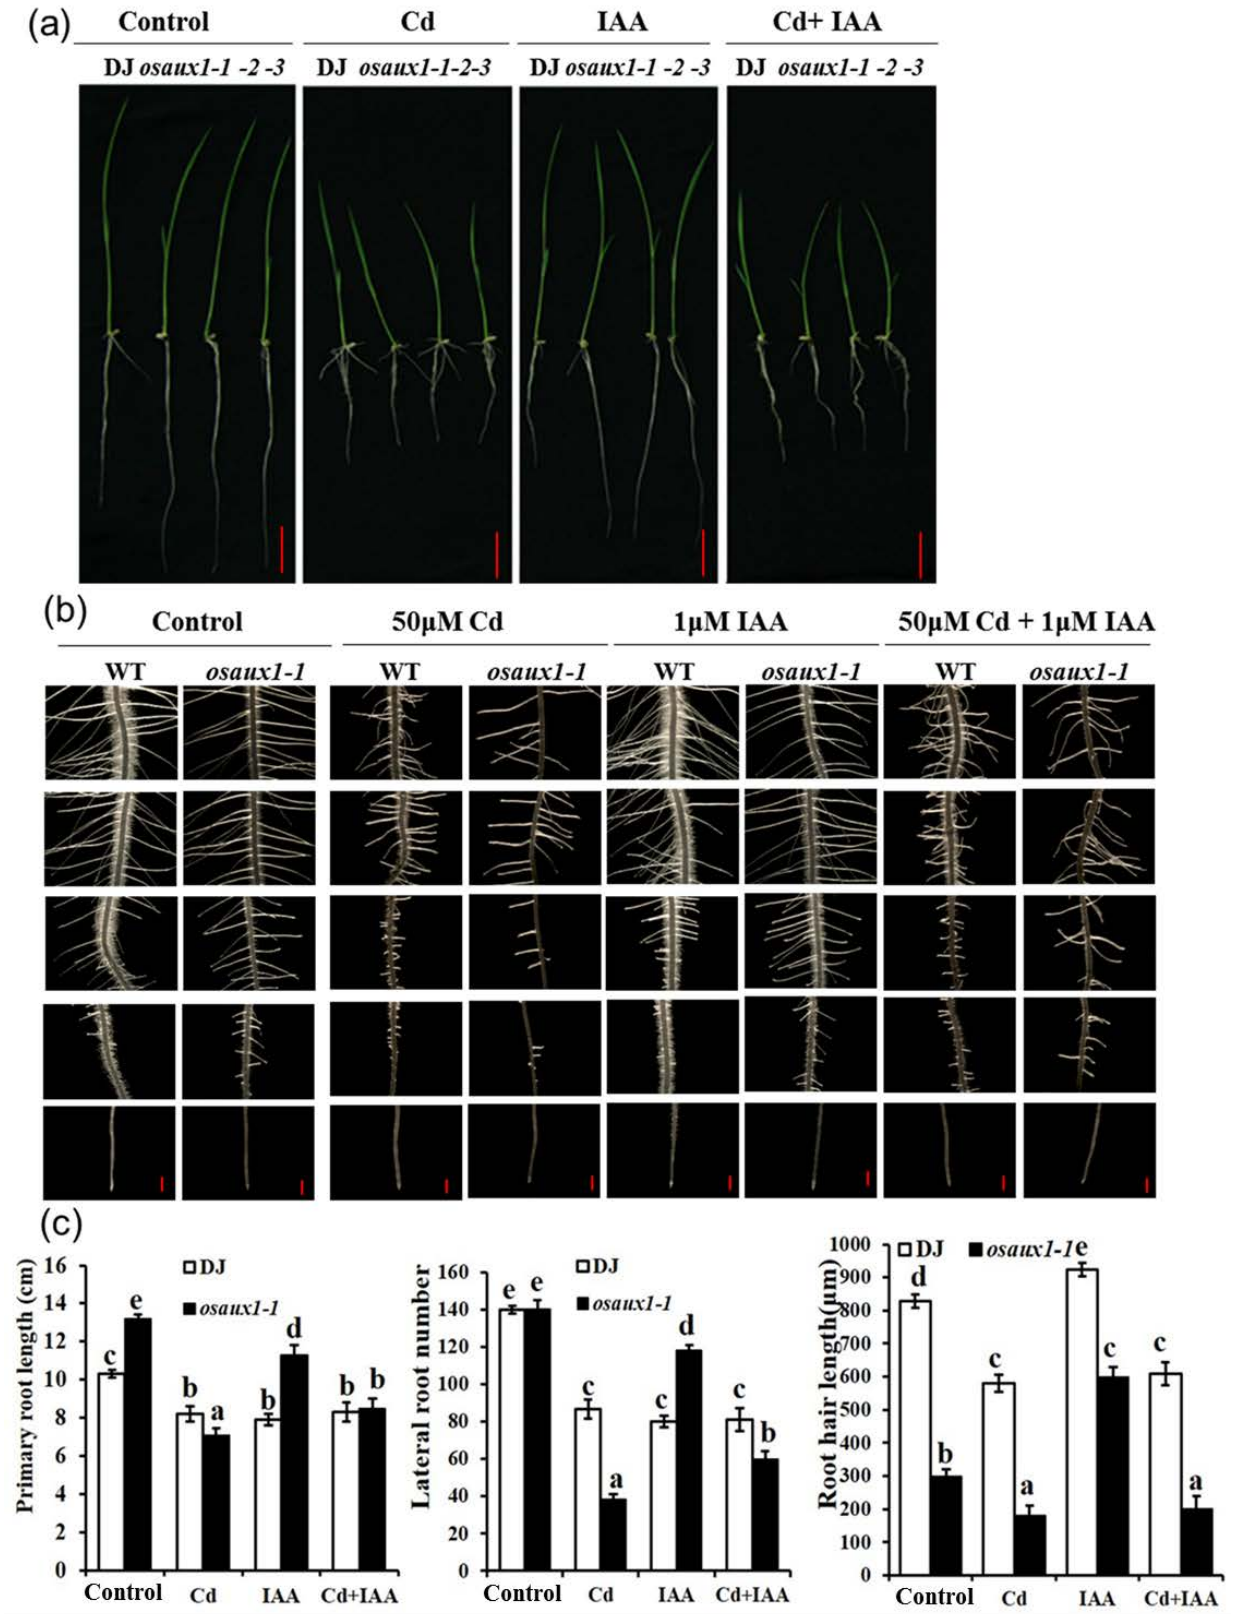 (a)
Control Cd IAA Cd+ IAA
DJ osaux1-1 -2 -3 DJ osaux1-1-2-3 DJ osaux1-1 -2 -3 DJ osaux1-1 -2 -3
(b)
Control 50μM Cd 1μM IAA 50μM Cd + 1μM IAA
WT osaux1-1 WT osaux1-1 WT osaux1-1 WT osaux1-1
(c)
Primary root length (cm)
16
14
12
10
8
6
4
2
0
DJ
osaux1-1
c e b a b d b b
Control Cd IAA Cd+IAA
Lateral root number
160
140
120
100
80
60
40
20
0
DJ
osaux1-1
e e c a c d c b
Control Cd IAA Cd+IAA
Root hair length(μm)
1000
900
800
700
600
500
400
300
200
100
0
DJ osaux1-1
d b c a e c c a
Control Cd IAA Cd+IAA